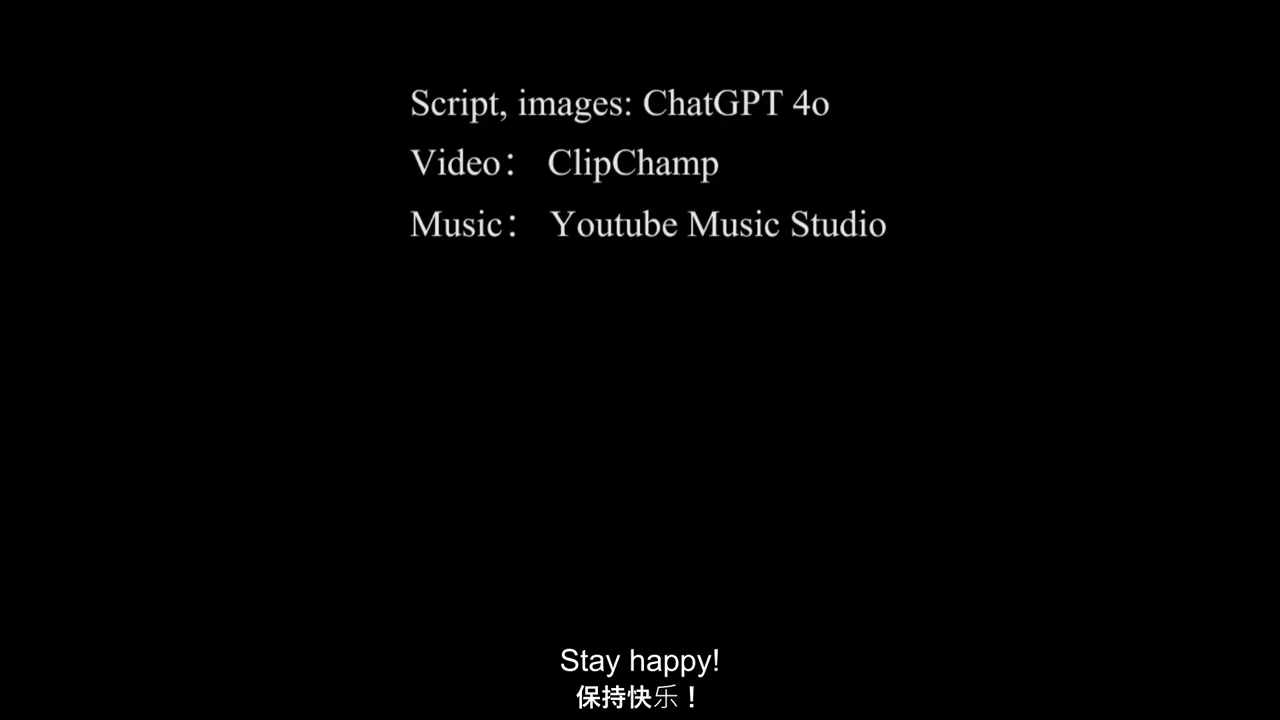 Script, images: ChatGPT 4o
Video： ClipChamp
Music： Youtube Music Studio
Stay happy!
保持快乐！